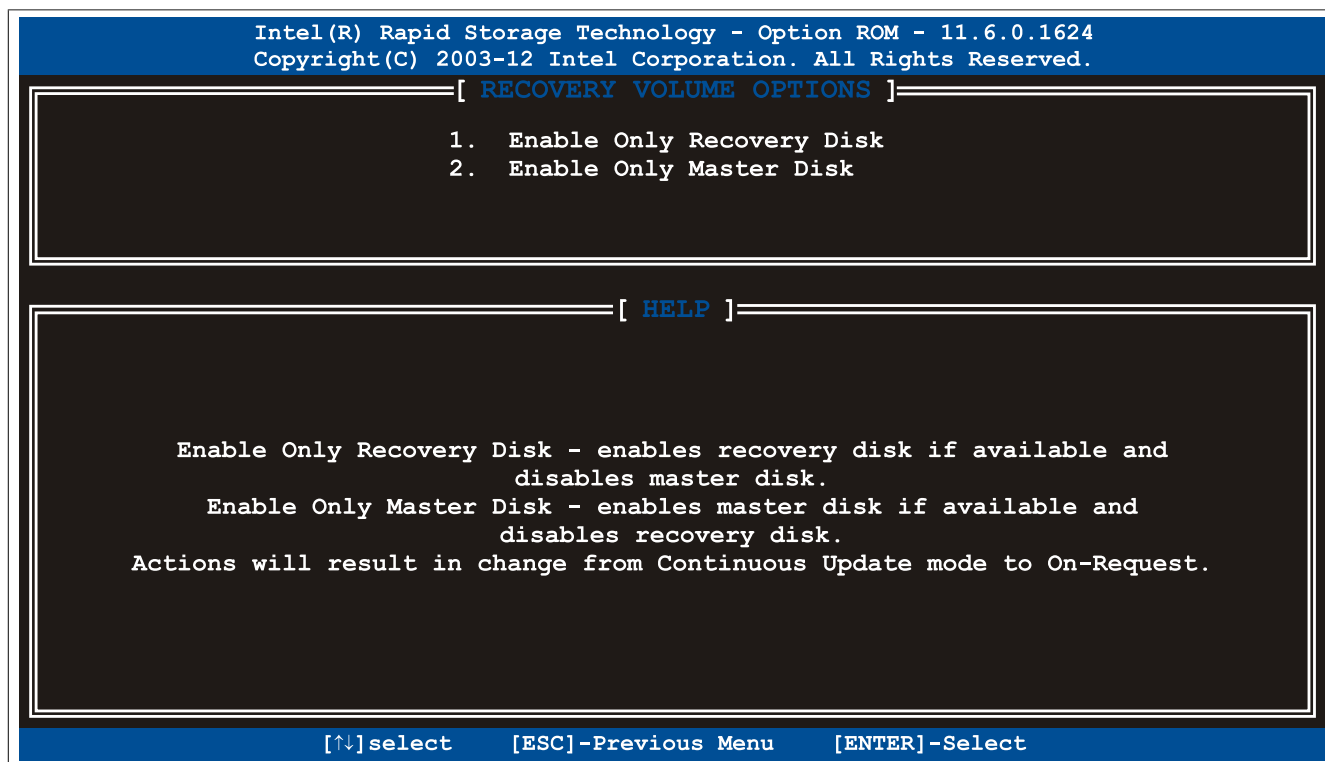 Intel(R) Rapid Storage Technology - Option ROM - 11.6.0.1624
Copyright(C) 2003-12 Intel Corporation. All Rights Reserved.
[ RECOVERY VOLUME OPTIONS ]
1. Enable Only Recovery Disk
2. Enable Only Master Disk
[ HELP ]
Enable Only Recovery Disk - enables recovery disk if available and
disables master disk.
Enable Only Master Disk - enables master disk if available and
disables recovery disk.
Actions will result in change from Continuous Update mode to On-Request.
[↑↓]select [ESC]-Previous Menu [ENTER]-Select